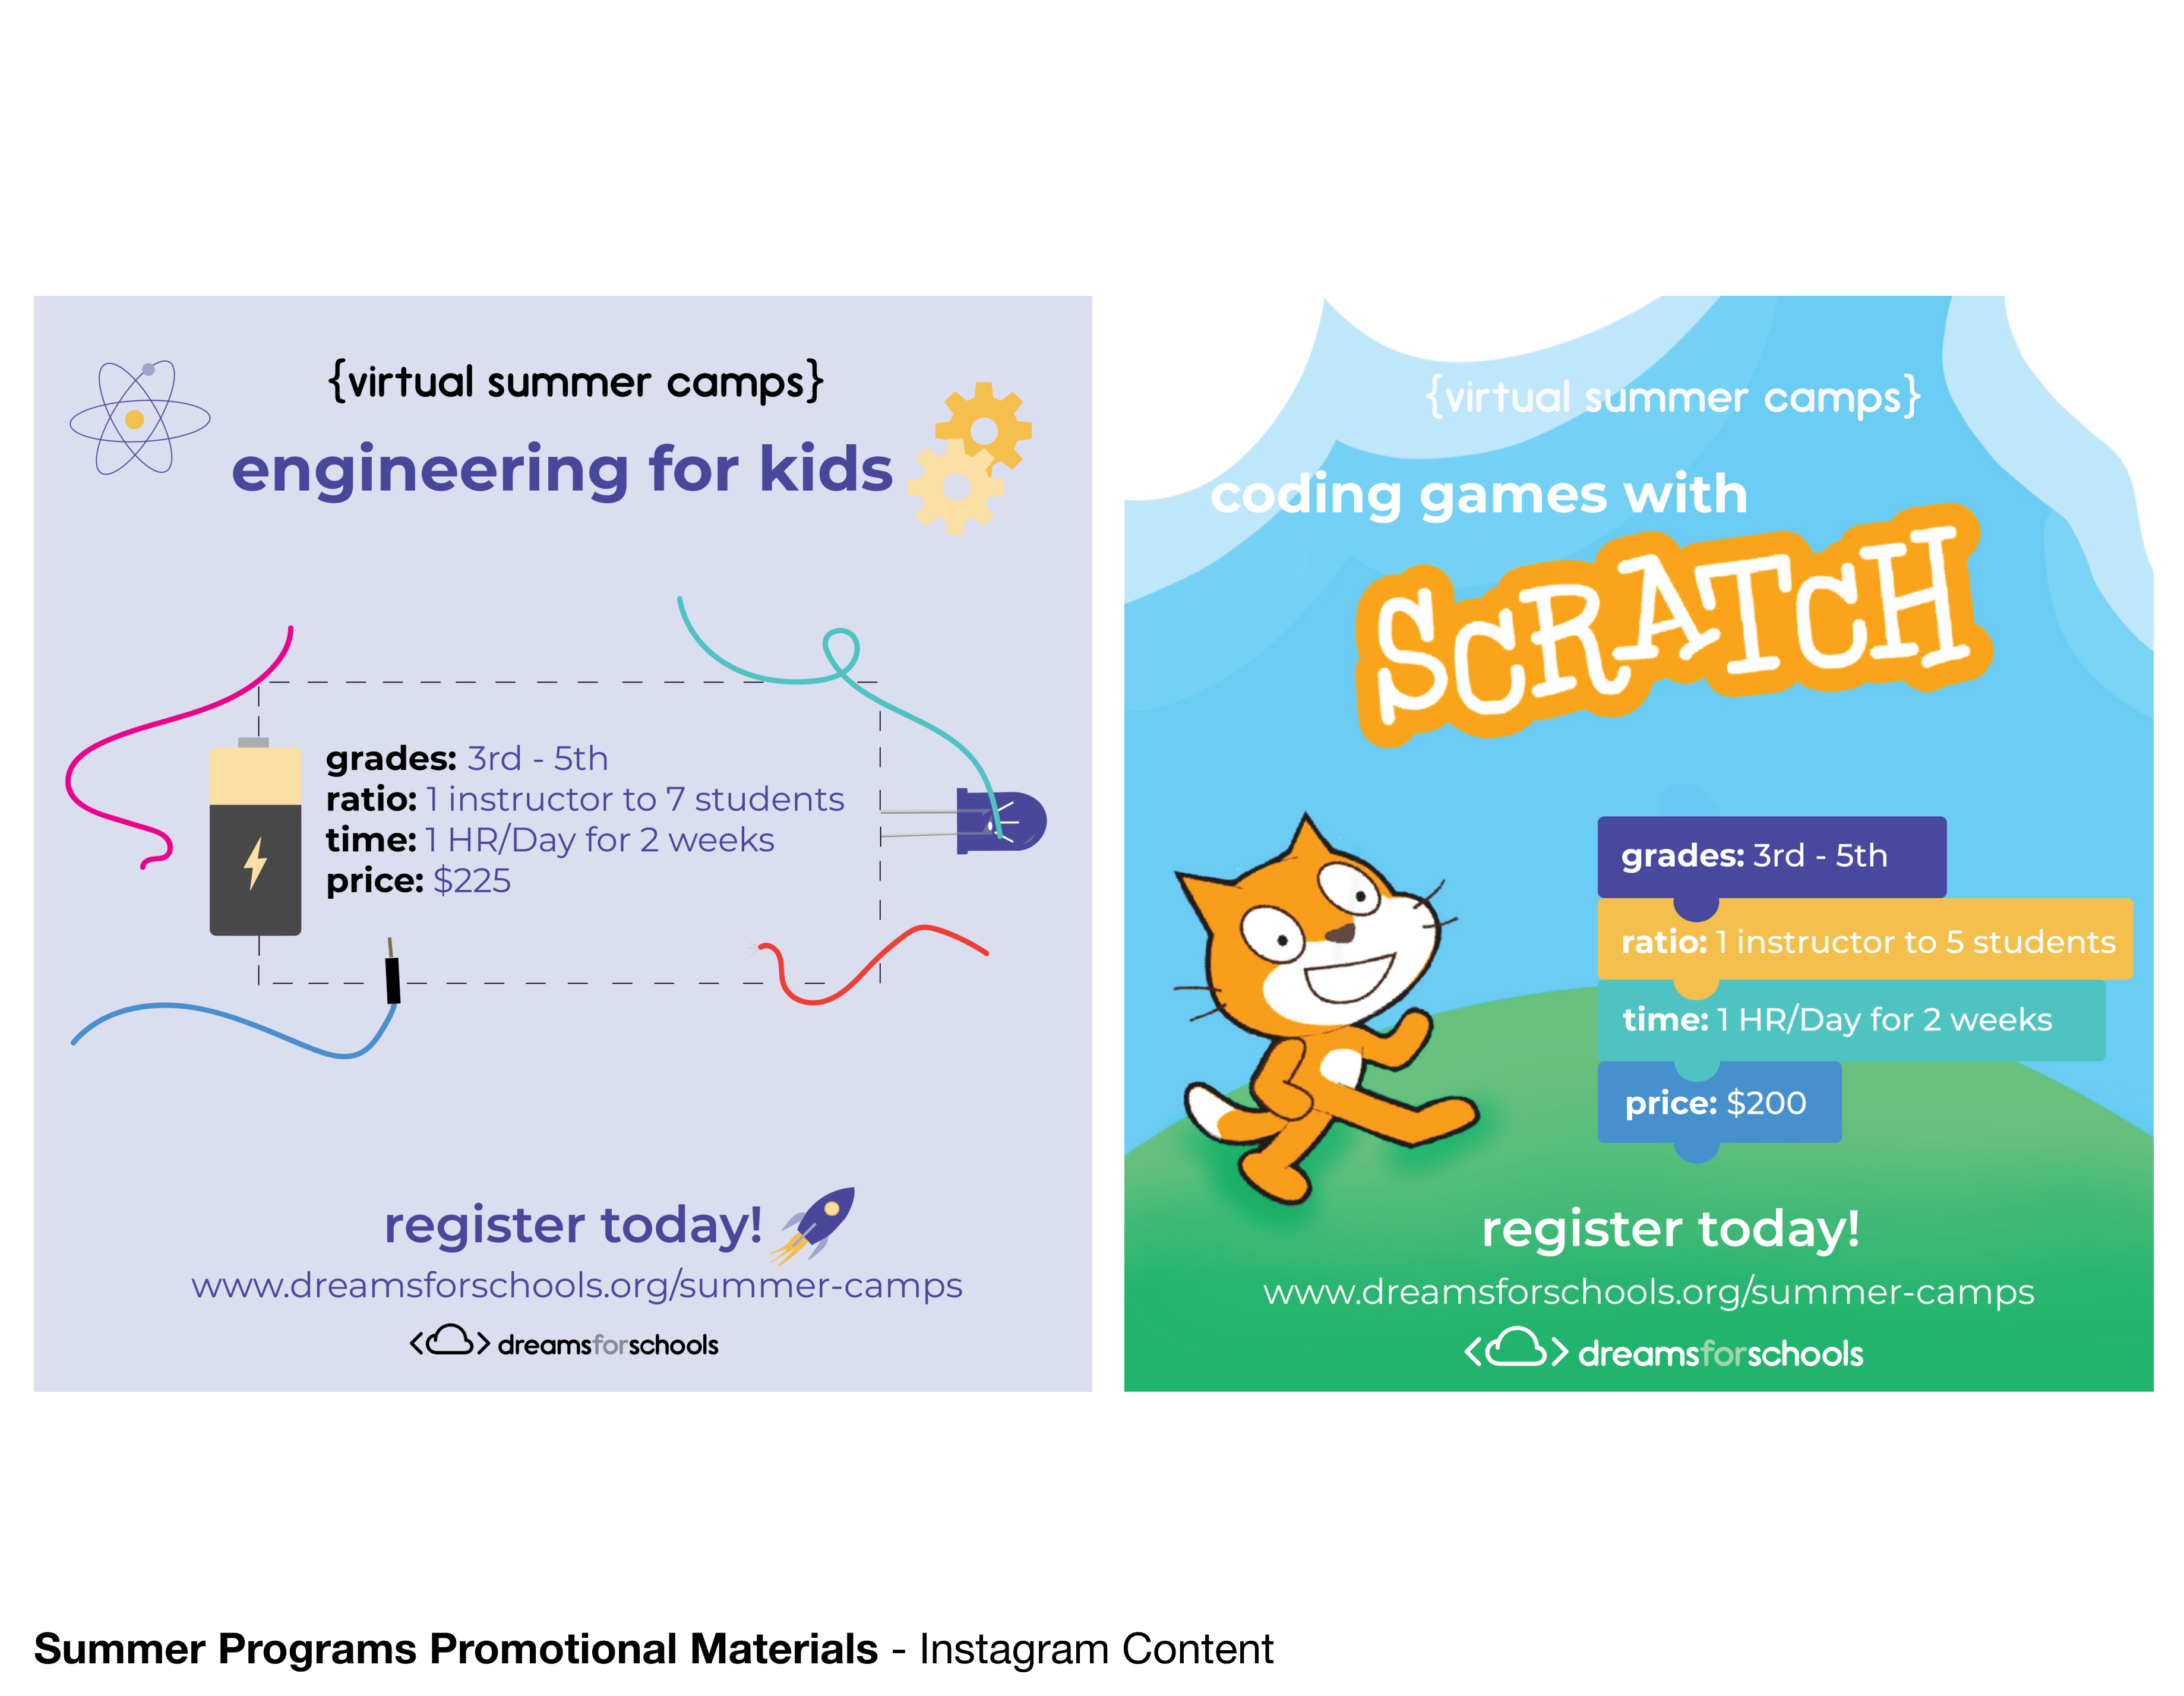 {virtual summer camps}
engineering for kids
grades: 3rd - 5th
ratio: 1 instructor to 7 students
time: 1 HR/Day for 2 weeks
price: $225
register today!
www.dreamsforschools.org/summer-camps
dreamsforschools
{virtual summer camps}
coding games with
SCRATCH
grades: 3rd - 5th
ratio: 1 instructor to 5 students
time: 1 HR/Day for 2 weeks
price: $200
register today!
www.dreamsforschools.org/summer-camps
dreamsforschools
Summer Programs Promotional Materials - Instagram Content